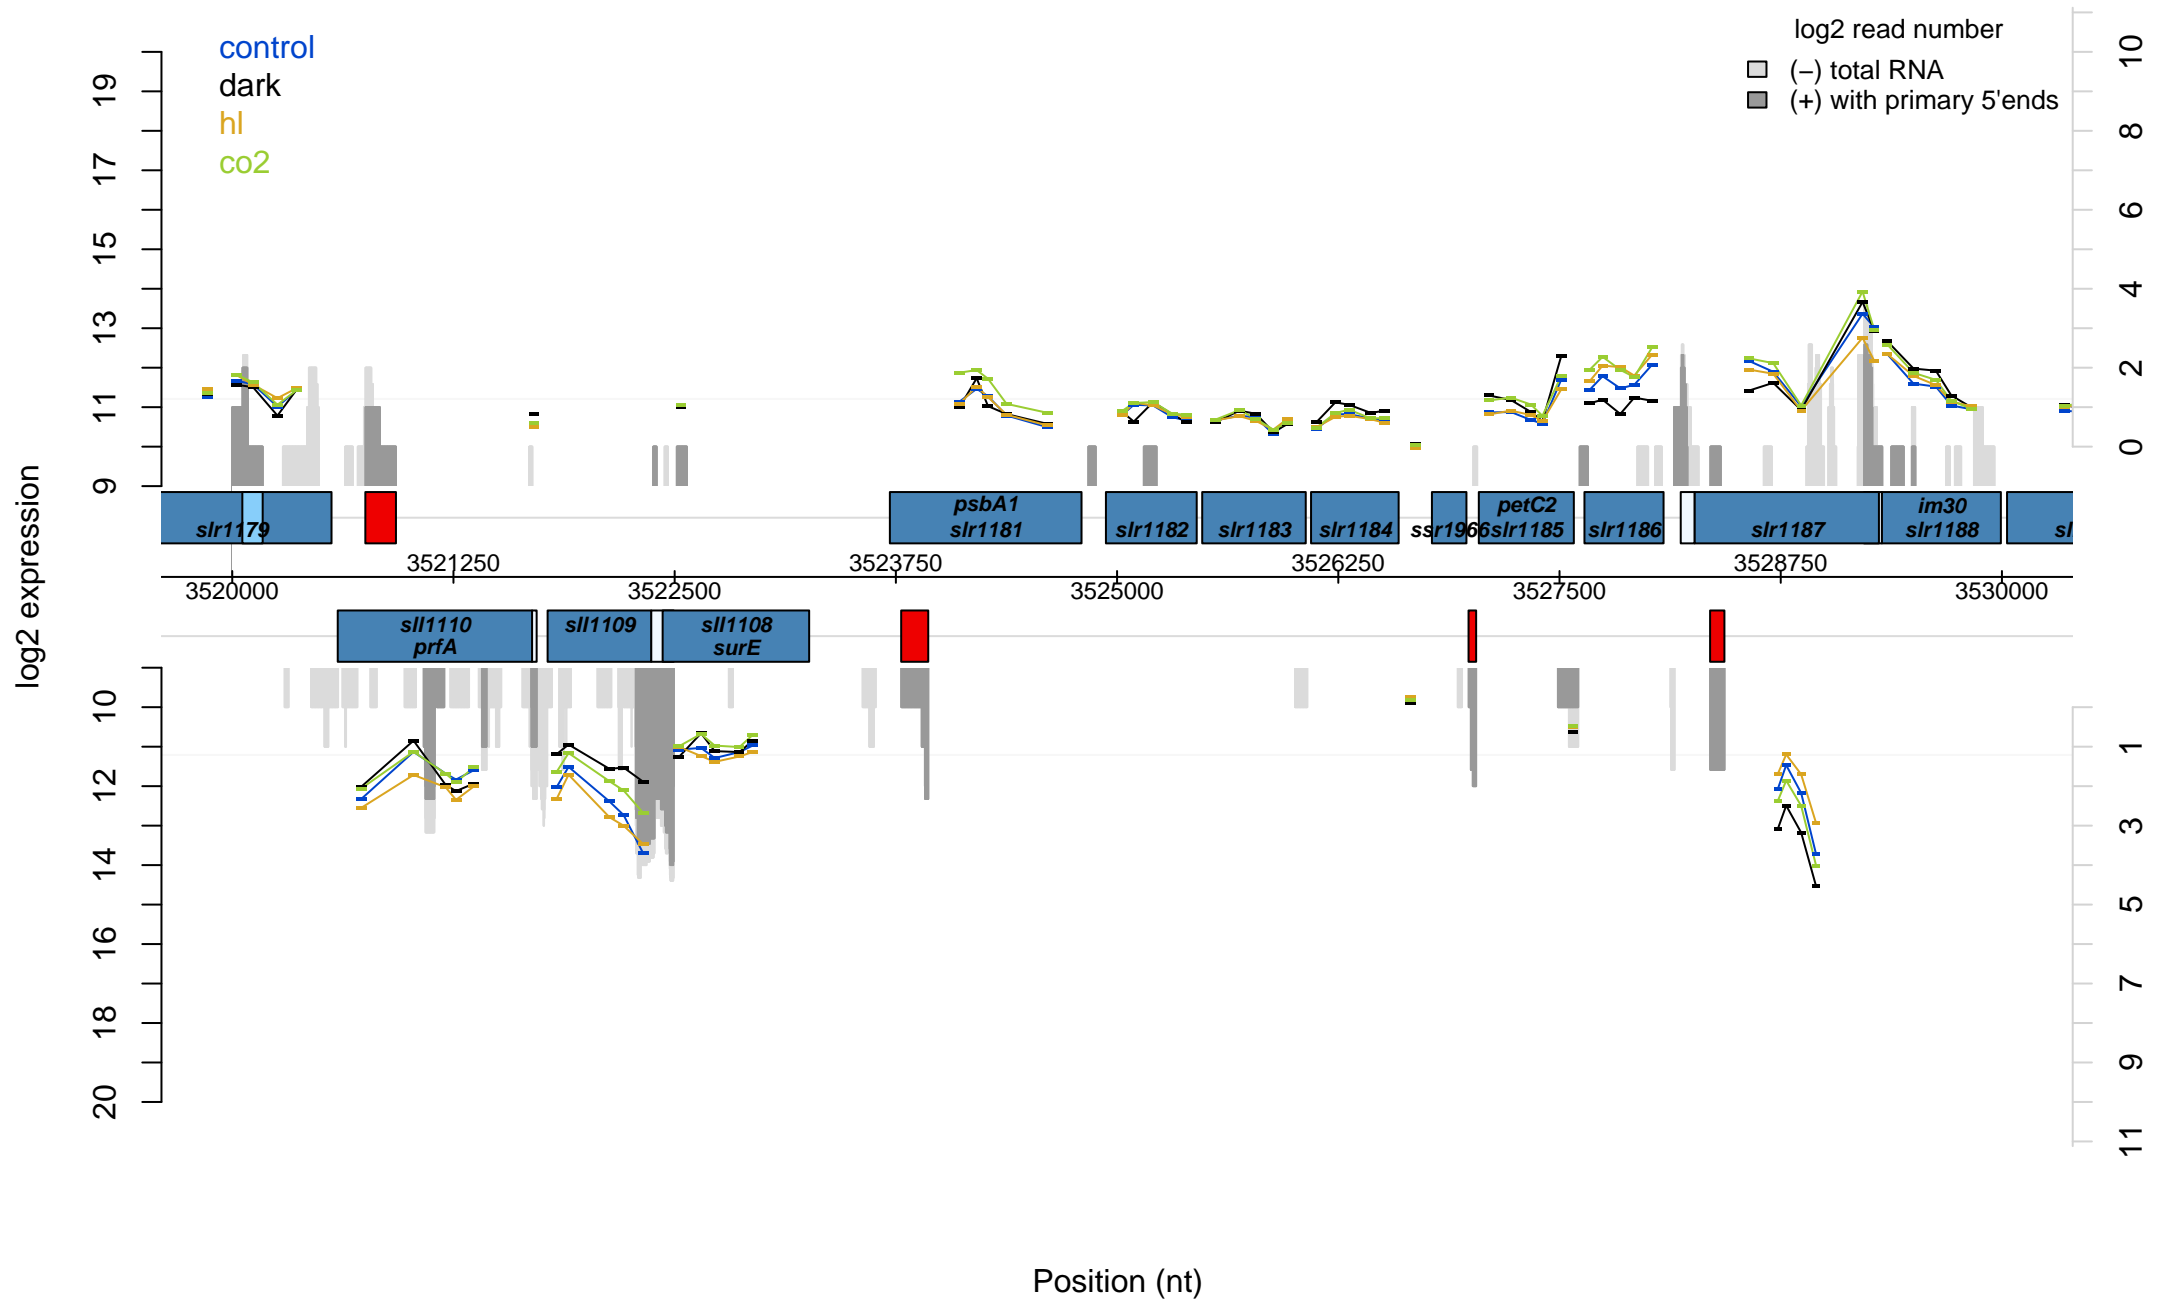 control
dark
hl
co2
log2 read number
(−) total RNA
(+) with primary 5'ends
19
17
15
13
11
9
10
8
6
4
2
0
log2 expression
slr1179
psbA1
slr1181
slr1182
slr1183
slr1184
ssr1966
petC2
slr1185
slr1186
slr1187
im30
slr1188
sl
3521250
3523750
3526250
3528750
3520000
3522500
3525000
3527500
3530000
sll1110
prfA
sll1109
sll1108
surE
10
12
14
16
18
20
1
3
5
7
9
11
Position (nt)